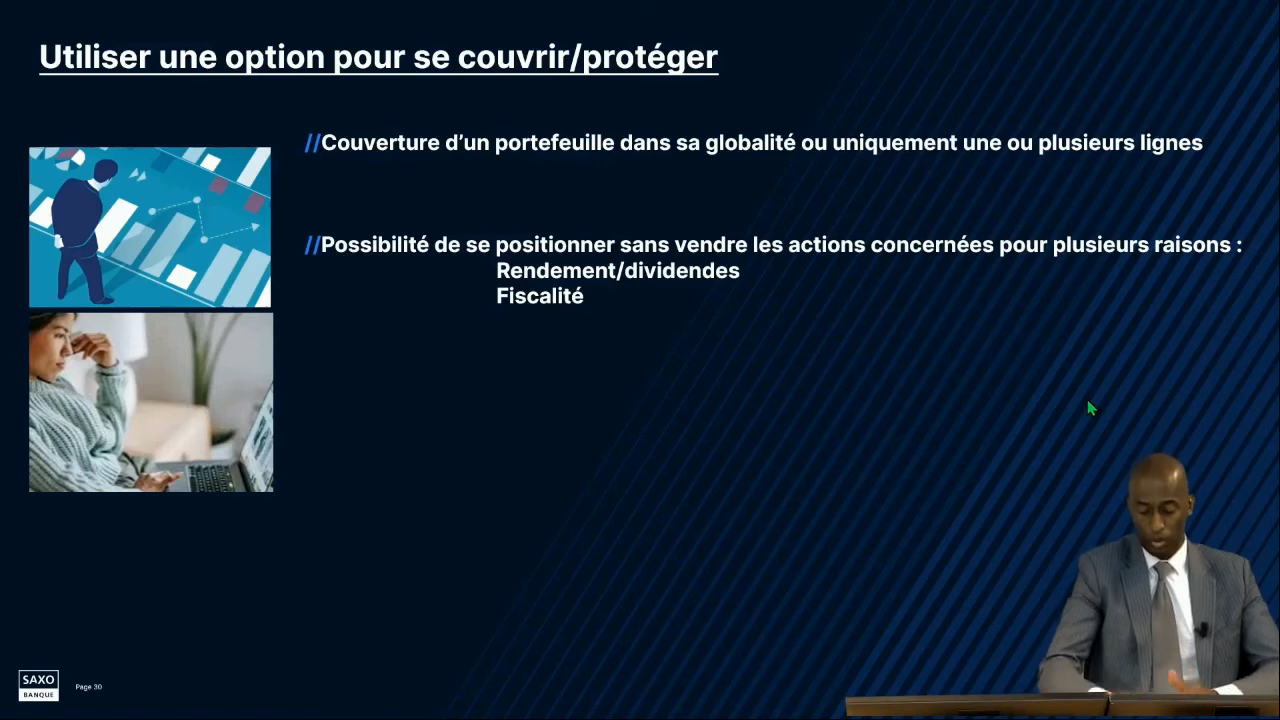 Utiliser une option pour se couvrir/protéger
//Couverture d’un portefeuille dans sa globalité ou uniquement une ou plusieurs lignes
//Possibilité de se positionner sans vendre les actions concernées pour plusieurs raisons :
Rendement/dividendes
Fiscalité
SAXO
BANQUE
Page 30